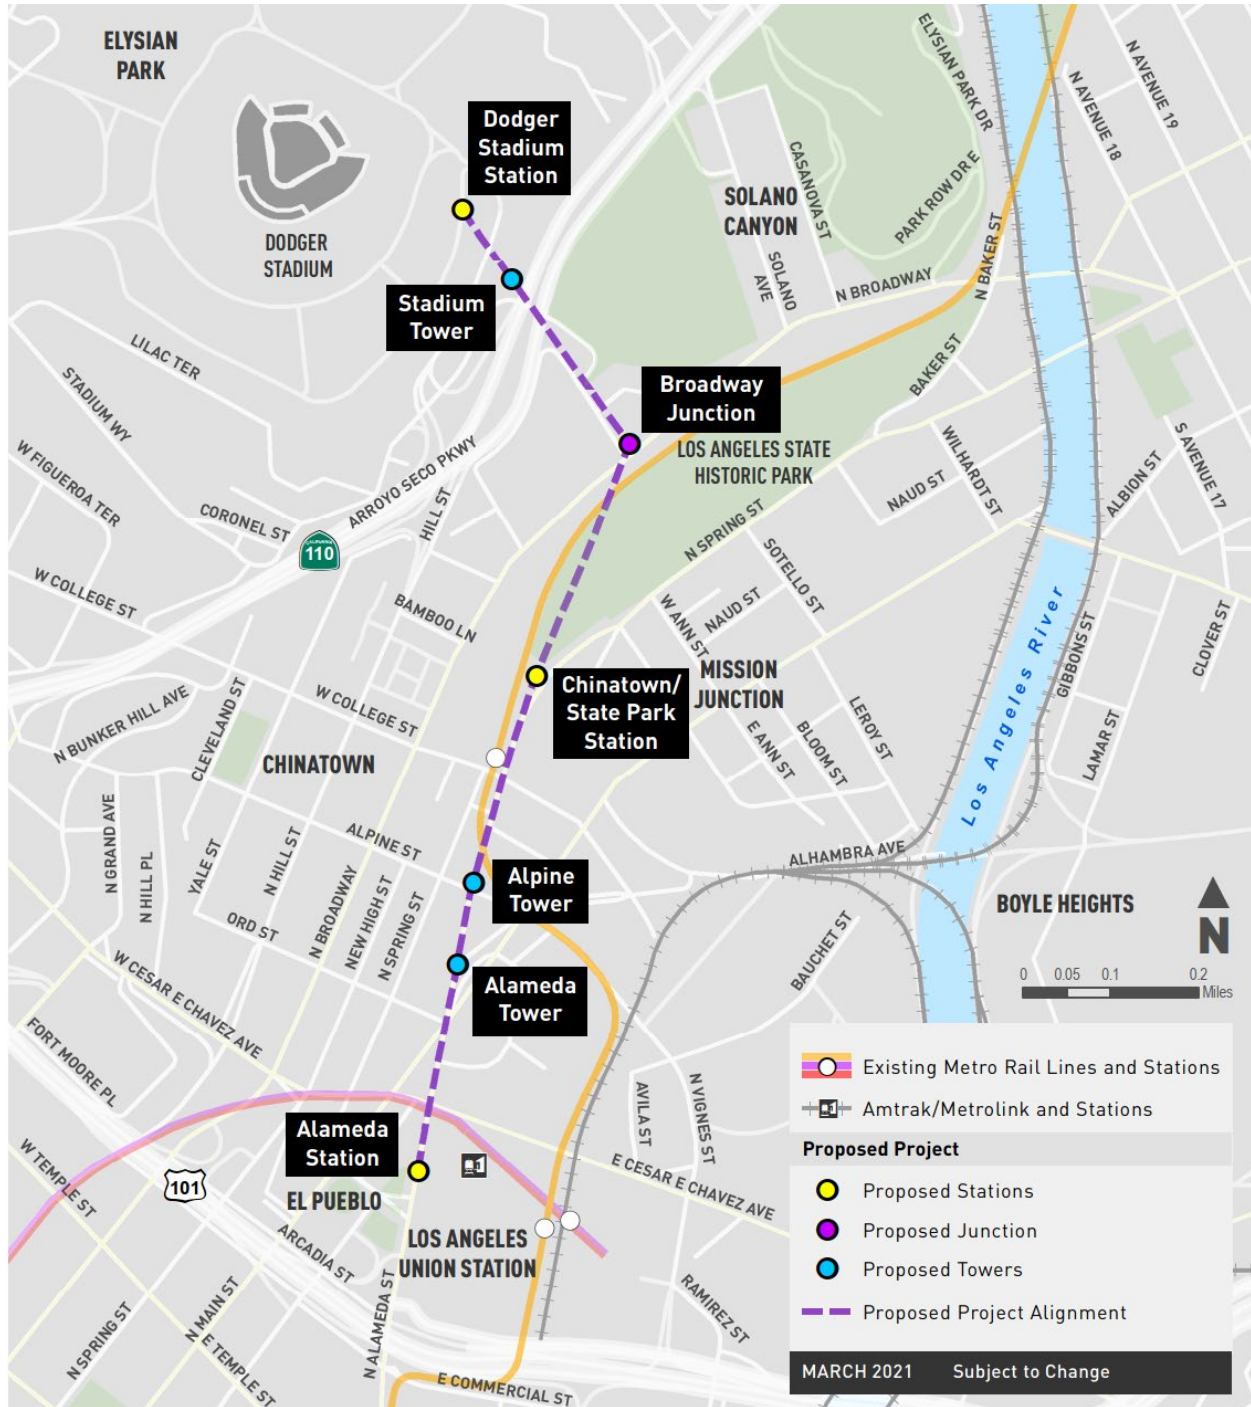 ELYSIAN
PARK
Dodger
Stadium
Station
DODGER
STADIUM
Stadium
Tower
ELYSIAN PARK DR
N AVENUE 19
N AVENUE 18
CASANOVA ST
SOLANO
CANYON
PARK ROW DR E
SOLANO
AVE
N BROADWAY
N BAKER ST
LILAC TER
STADIUM WY
Broadway
Junction
BAKER ST
LOS ANGELES STATE
HISTORIC PARK
W FIGUEROA TER
ARROYO SECO PKWY
HILL ST
CORONEL ST
CALIFORNIA
110
WILHARDT ST
NAUD ST
ALBION ST
S AVENUE 17
N SPRING ST
SOTELLO ST
W COLLEGE ST
BAMBOO LN
W ANN ST
NAUD ST
Los Angeles River
GIBBONS ST
CLOVER ST
MISSION
JUNCTION
Chinatown/
State Park
Station
W COLLEGE ST
N BUNKER HILL AVE
CLEVELAND ST
LEROY ST
BLOOM ST
E ANN ST
LAMAR ST
CHINATOWN
N GRAND AVE
N HILL PL
YALE ST
N HILL ST
ALPINE ST
ALHAMBRA AVE
Alpine
Tower
BOYLE HEIGHTS
N
ORD ST
N BROADWAY
NEW HIGH ST
N SPRING ST
BAUCHET ST
0 0.05 0.1 0.2
Miles
W CESAR E CHAVEZ AVE
Alameda
Tower
FORT MOORE PL
AVILA ST
N VIGNES ST
Alameda
Station
E CESAR E CHAVEZ AVE
W TEMPLE ST
101
EL PUEBLO
ARCADIA ST
LOS ANGELES
UNION STATION
N MAIN ST
N SPRING ST
E TEMPLE ST
N ALAMEDA ST
RAMIREZ ST
E COMMERCIAL ST
Existing Metro Rail Lines and Stations
Amtrak/Metrolink and Stations
Proposed Project
Proposed Stations
Proposed Junction
Proposed Towers
Proposed Project Alignment
MARCH 2021 Subject to Change